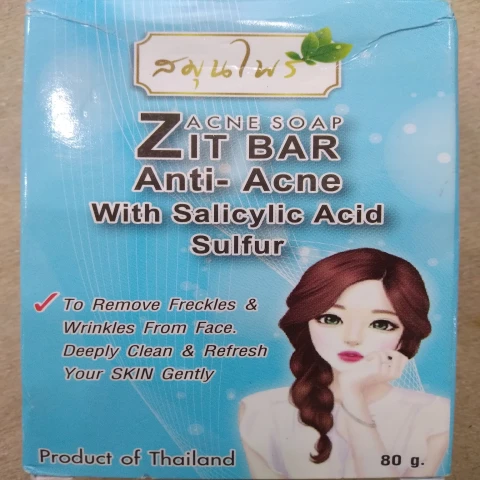 สมุนไพร
ACNE SOAP
ZIT BAR
Anti- Acne
With Salicylic Acid
Sulfur
To Remove Freckles &
Wrinkles From Face.
Deeply Clean & Refresh
Your SKIN Gently
Product of Thailand
80 g.